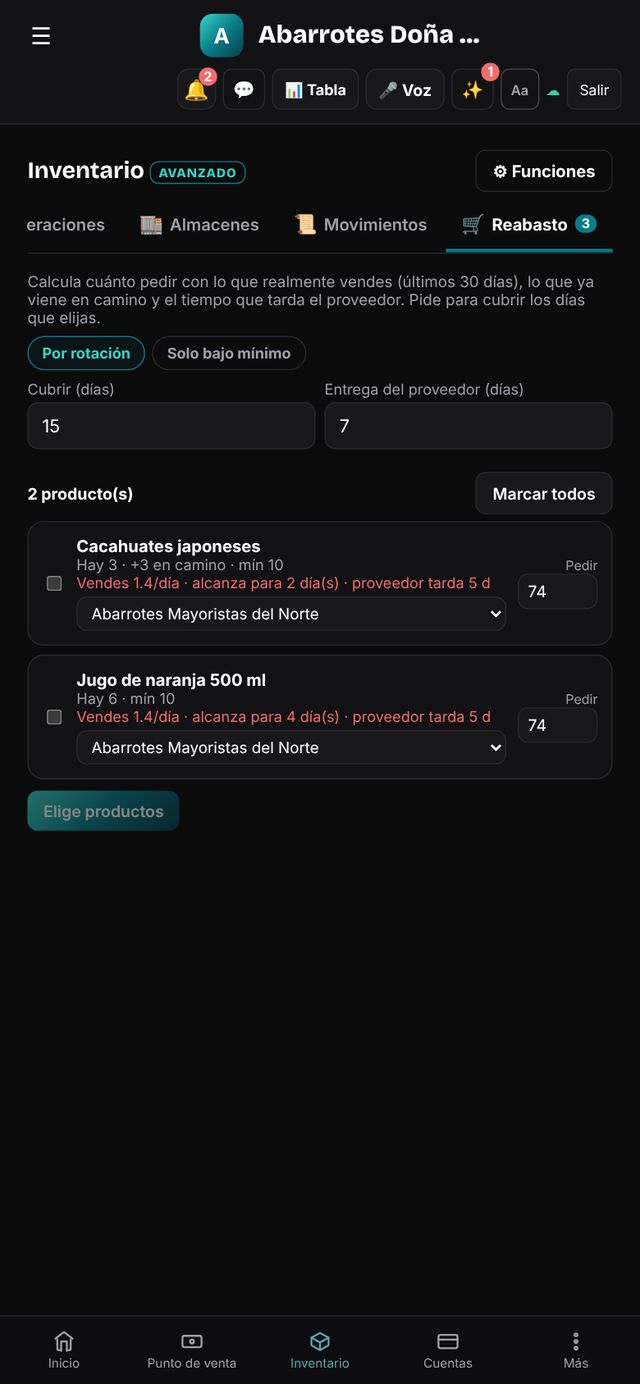 ☰ A Abarrotes Doña ...
🔔 2 💬 📊 Tabla 🎤 Voz ✨ 1 Aa ☁ Salir
Inventario AVANZADO ⚙ Funciones
eraciones 🏬 Almacenes 📜 Movimientos 🛒 Reabasto 3
Calcula cuánto pedir con lo que realmente vendes (últimos 30 días), lo que ya
viene en camino y el tiempo que tarda el proveedor. Pide para cubrir los días
que elijas.
Por rotación Solo bajo mínimo
Cubrir (días) Entrega del proveedor (días)
15 7
2 producto(s) Marcar todos
Cacahuates japoneses
Hay 3 · +3 en camino · mín 10 Pedir
Vendes 1.4/día · alcanza para 2 día(s) · proveedor tarda 5 d 74
Abarrotes Mayoristas del Norte
Jugo de naranja 500 ml
Hay 6 · mín 10 Pedir
Vendes 1.4/día · alcanza para 4 día(s) · proveedor tarda 5 d 74
Abarrotes Mayoristas del Norte
Elige productos
Inicio Punto de venta Inventario Cuentas Más